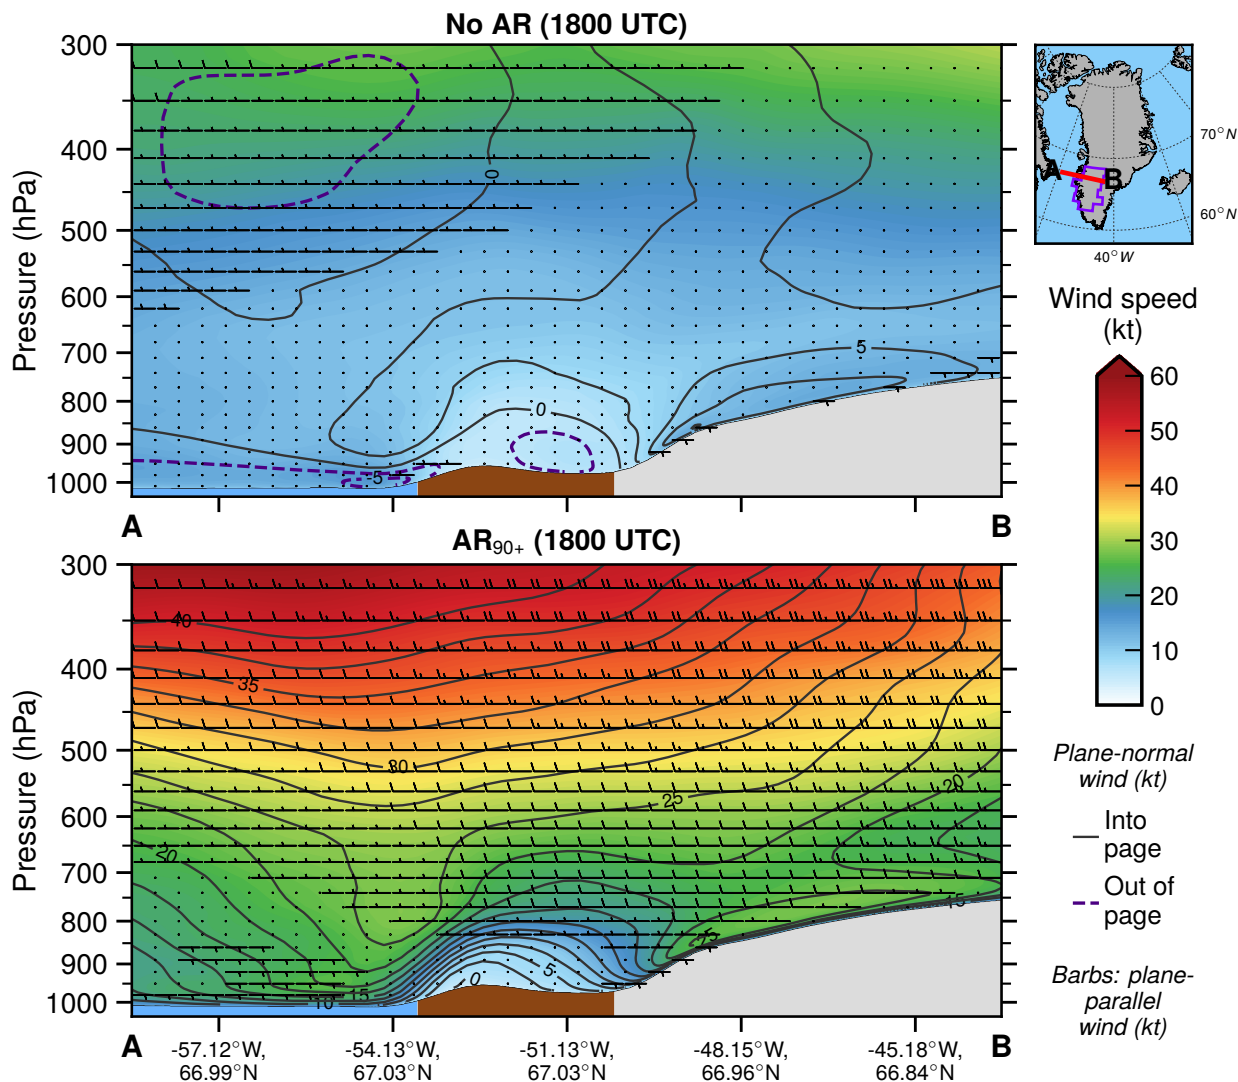 No AR (1800 UTC)
Pressure (hPa)
300
400
500
600
700
800
900
1000
0
5
0
-5
A
B
A
B
70°N
60°N
40°W
Wind speed
(kt)
60
50
40
30
20
10
0
AR90+ (1800 UTC)
Pressure (hPa)
300
400
500
600
700
800
900
1000
40
35
30
25
20
20
15
25
15
10
5
0
Plane-normal
wind (kt)
Into
page
Out of
page
Barbs: plane-
parallel
wind (kt)
A
B
-57.12°W,
66.99°N
-54.13°W,
67.03°N
-51.13°W,
67.03°N
-48.15°W,
66.96°N
-45.18°W,
66.84°N